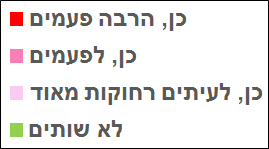 כן, הרבה פעמים
כן, לפעמים
כן, לעיתים רחוקות מאוד
לא שותים